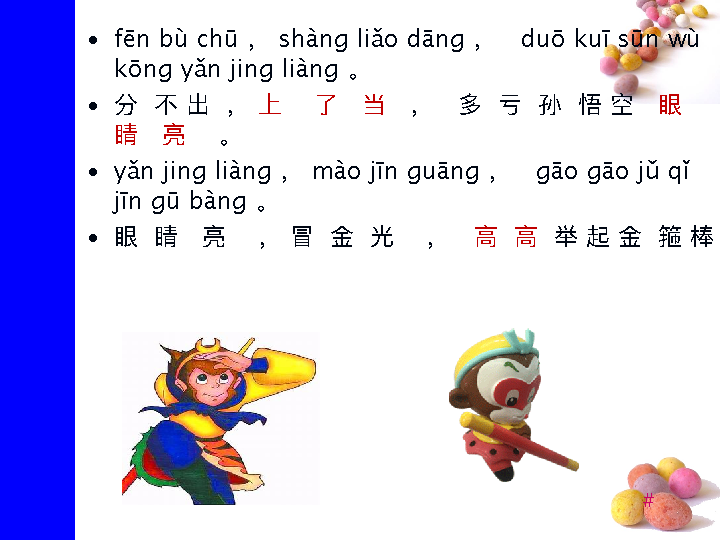 • fēn bù chū ， shàng liǎo dāng ， duō kuī sūn wù
kōng yǎn jing liàng 。
• 分 不 出 ， 上 了 当 ， 多 亏 孙 悟 空 眼
睛 亮 。
• yǎn jing liàng ， mào jīn guāng ， gāo gāo jǔ qǐ
jīn gū bàng 。
• 眼 睛 亮 ， 冒 金 光 ， 高 高 举 起 金 箍 棒
#